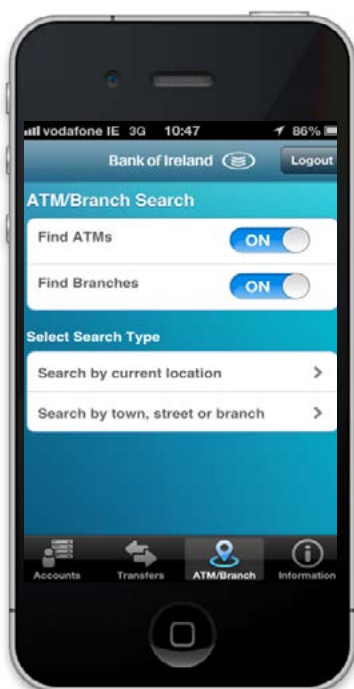 vodafone IE 3G 10:47 86%
Bank of Ireland Logout
ATM/Branch Search
Find ATMs ON
Find Branches ON
Select Search Type
Search by current location
Search by town, street or branch
Accounts Transfers ATM/Branch Information